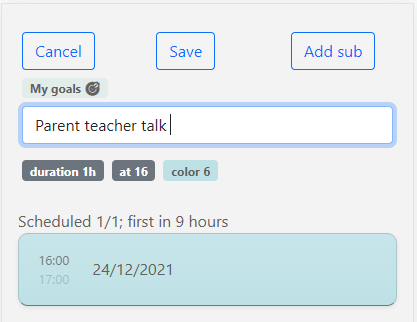 Cancel Save Add sub
My goals
Parent teacher talk
duration 1h at 16 color 6
Scheduled 1/1; first in 9 hours
16:00
24/12/2021
17:00